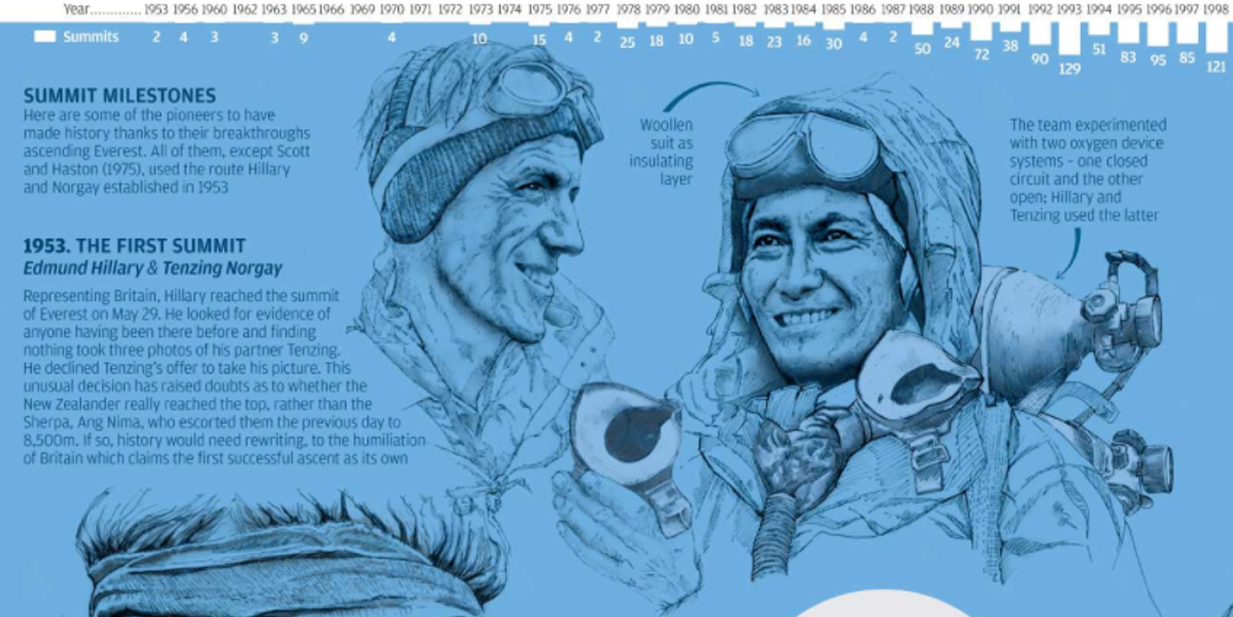 Year.............. 1953 1956 1960 1962 1963 1965 1966 1969 1970 1971 1972 1973 1974 1975 1976 1977 1978 1979 1980 1981 1982 1983 1984 1985 1986 1987 1988 1989 1990 1991 1992 1993 1994 1995 1996 1997 1998
Summits 2 4 3 3 9 4 10 15 4 2 25 18 10 5 18 23 16 30 4 2 50 24 72 38 90 129 51 83 95 85 121
SUMMIT MILESTONES
Here are some of the pioneers to have
made history thanks to their breakthroughs
ascending Everest. All of them, except Scott
and Haston (1975), used the route Hillary
and Norgay established in 1953
1953. THE FIRST SUMMIT
Edmund Hillary & Tenzing Norgay
Representing Britain, Hillary reached the summit
of Everest on May 29. He looked for evidence of
anyone having been there before and finding
nothing took three photos of his partner Tenzing.
He declined Tenzing's offer to take his picture. This
unusual decision has raised doubts as to whether the
New Zealander really reached the top, rather than the
Sherpa, Ang Nima, who escorted them the previous day to
8,500m. If so, history would need rewriting, to the humiliation
of Britain which claims the first successful ascent as its own
Woollen
suit as
insulating
layer
The team experimented
with two oxygen device
systems - one closed
circuit and the other
open; Hillary and
Tenzing used the latter